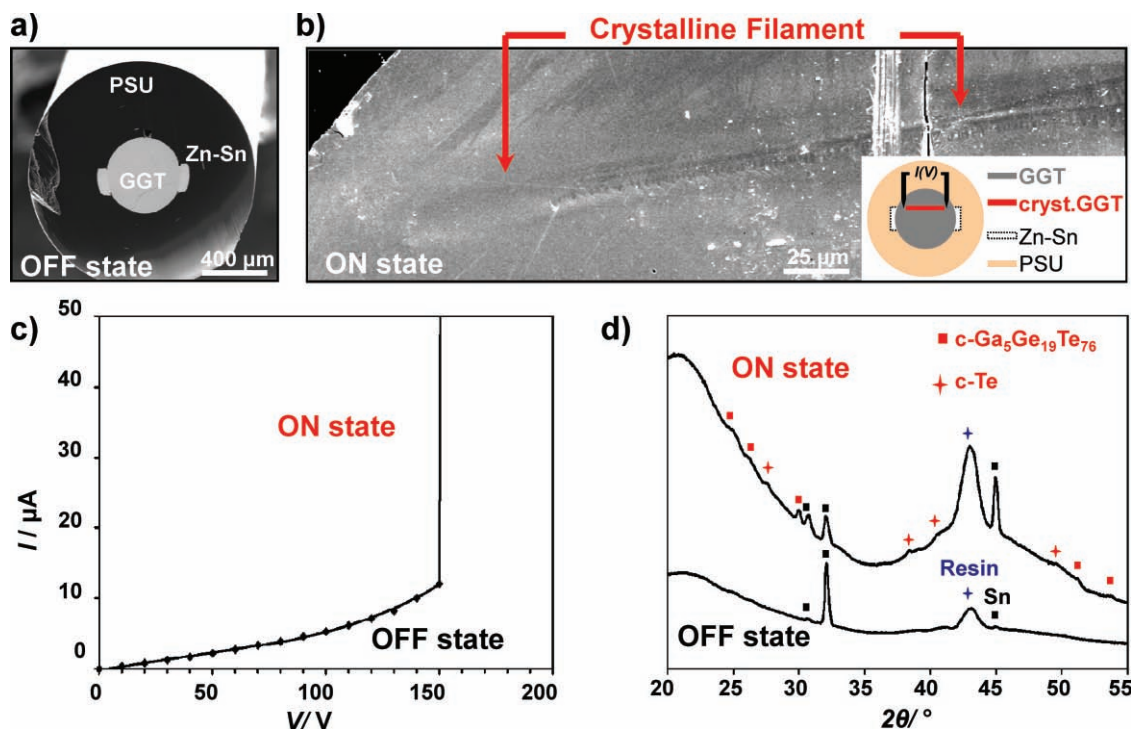 a)
PSU
Zn-Sn
GGT
OFF state
400 µm
b)
Crystalline Filament
ON state
25 µm
I(V)
GGT
cryst.GGT
Zn-Sn
PSU
c)
50
40
30
20
10
0
I / µA
ON state
OFF state
0
50
100
150
200
V/ V
d)
ON state
c-Ga₅Ge₁₉Te₇₆
c-Te
Resin
Sn
OFF state
20
25
30
35
40
45
50
55
2θ/ °